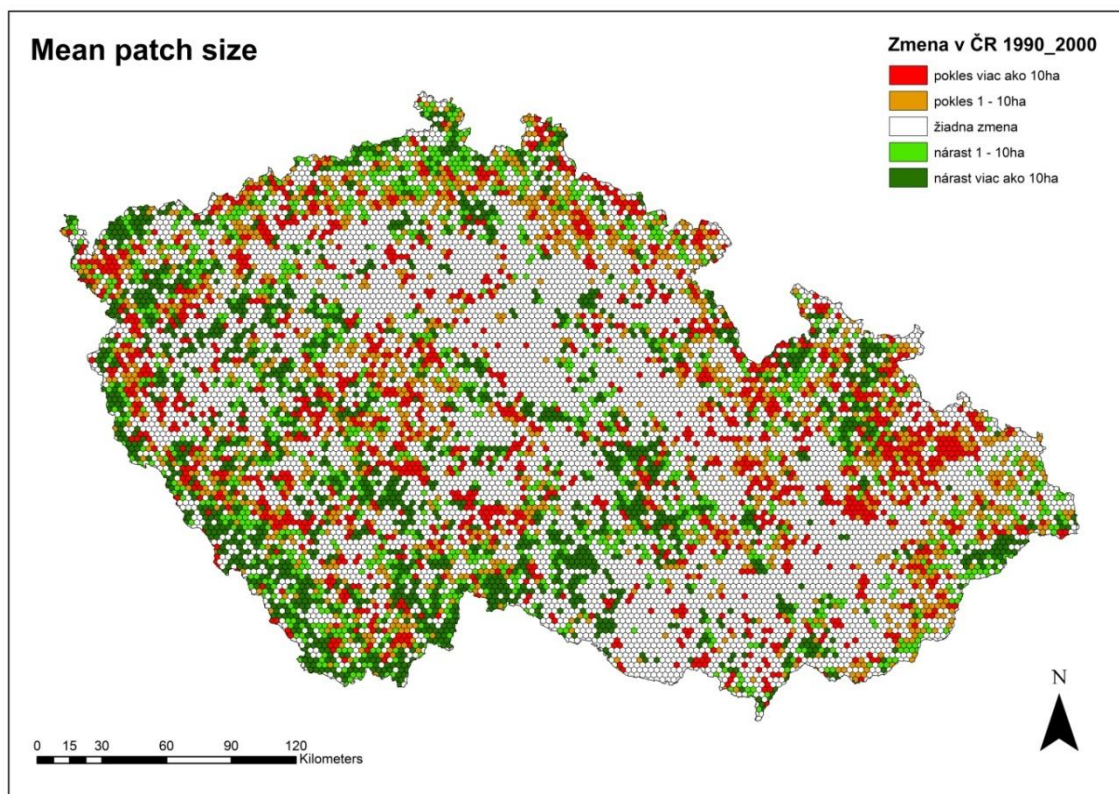 Mean patch size
Zmena v ČR 1990_2000
pokles viac ako 10ha
pokles 1 - 10ha
žiadna zmena
nárast 1 - 10ha
nárast viac ako 10ha
N
0 15 30 60 90 120
Kilometers